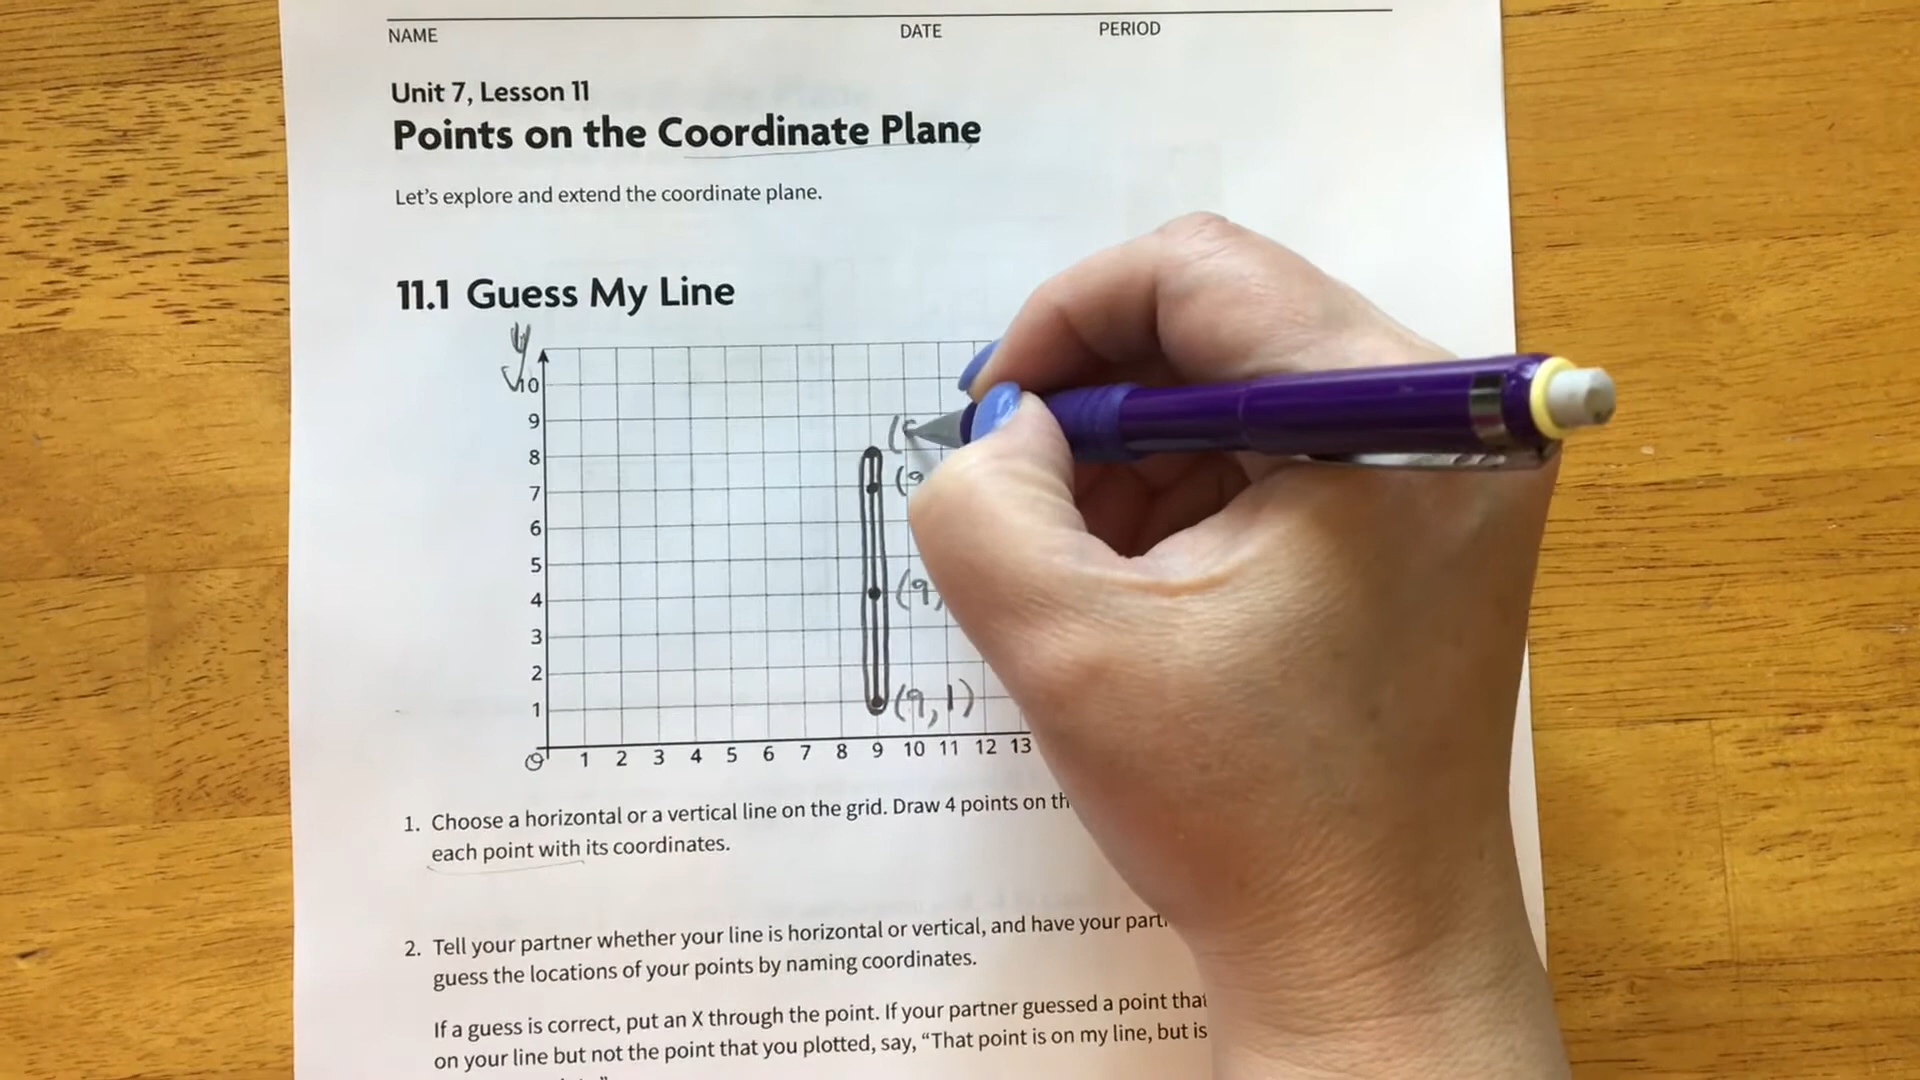 NAME DATE PERIOD
Unit 7, Lesson 11
Points on the Coordinate Plane
Let's explore and extend the coordinate plane.
11.1 Guess My Line
y
10
9
8
7
6
5
4
3
2
1
(9,
(9,
(9,1)
0 1 2 3 4 5 6 7 8 9 10 11 12 13
1. Choose a horizontal or a vertical line on the grid. Draw 4 points on
each point with its coordinates.
2. Tell your partner whether your line is horizontal or vertical, and have your
guess the locations of your points by naming coordinates.
If a guess is correct, put an X through the point. If your partner guessed a point that
on your line but not the point that you plotted, say, “That point is on my line, but is